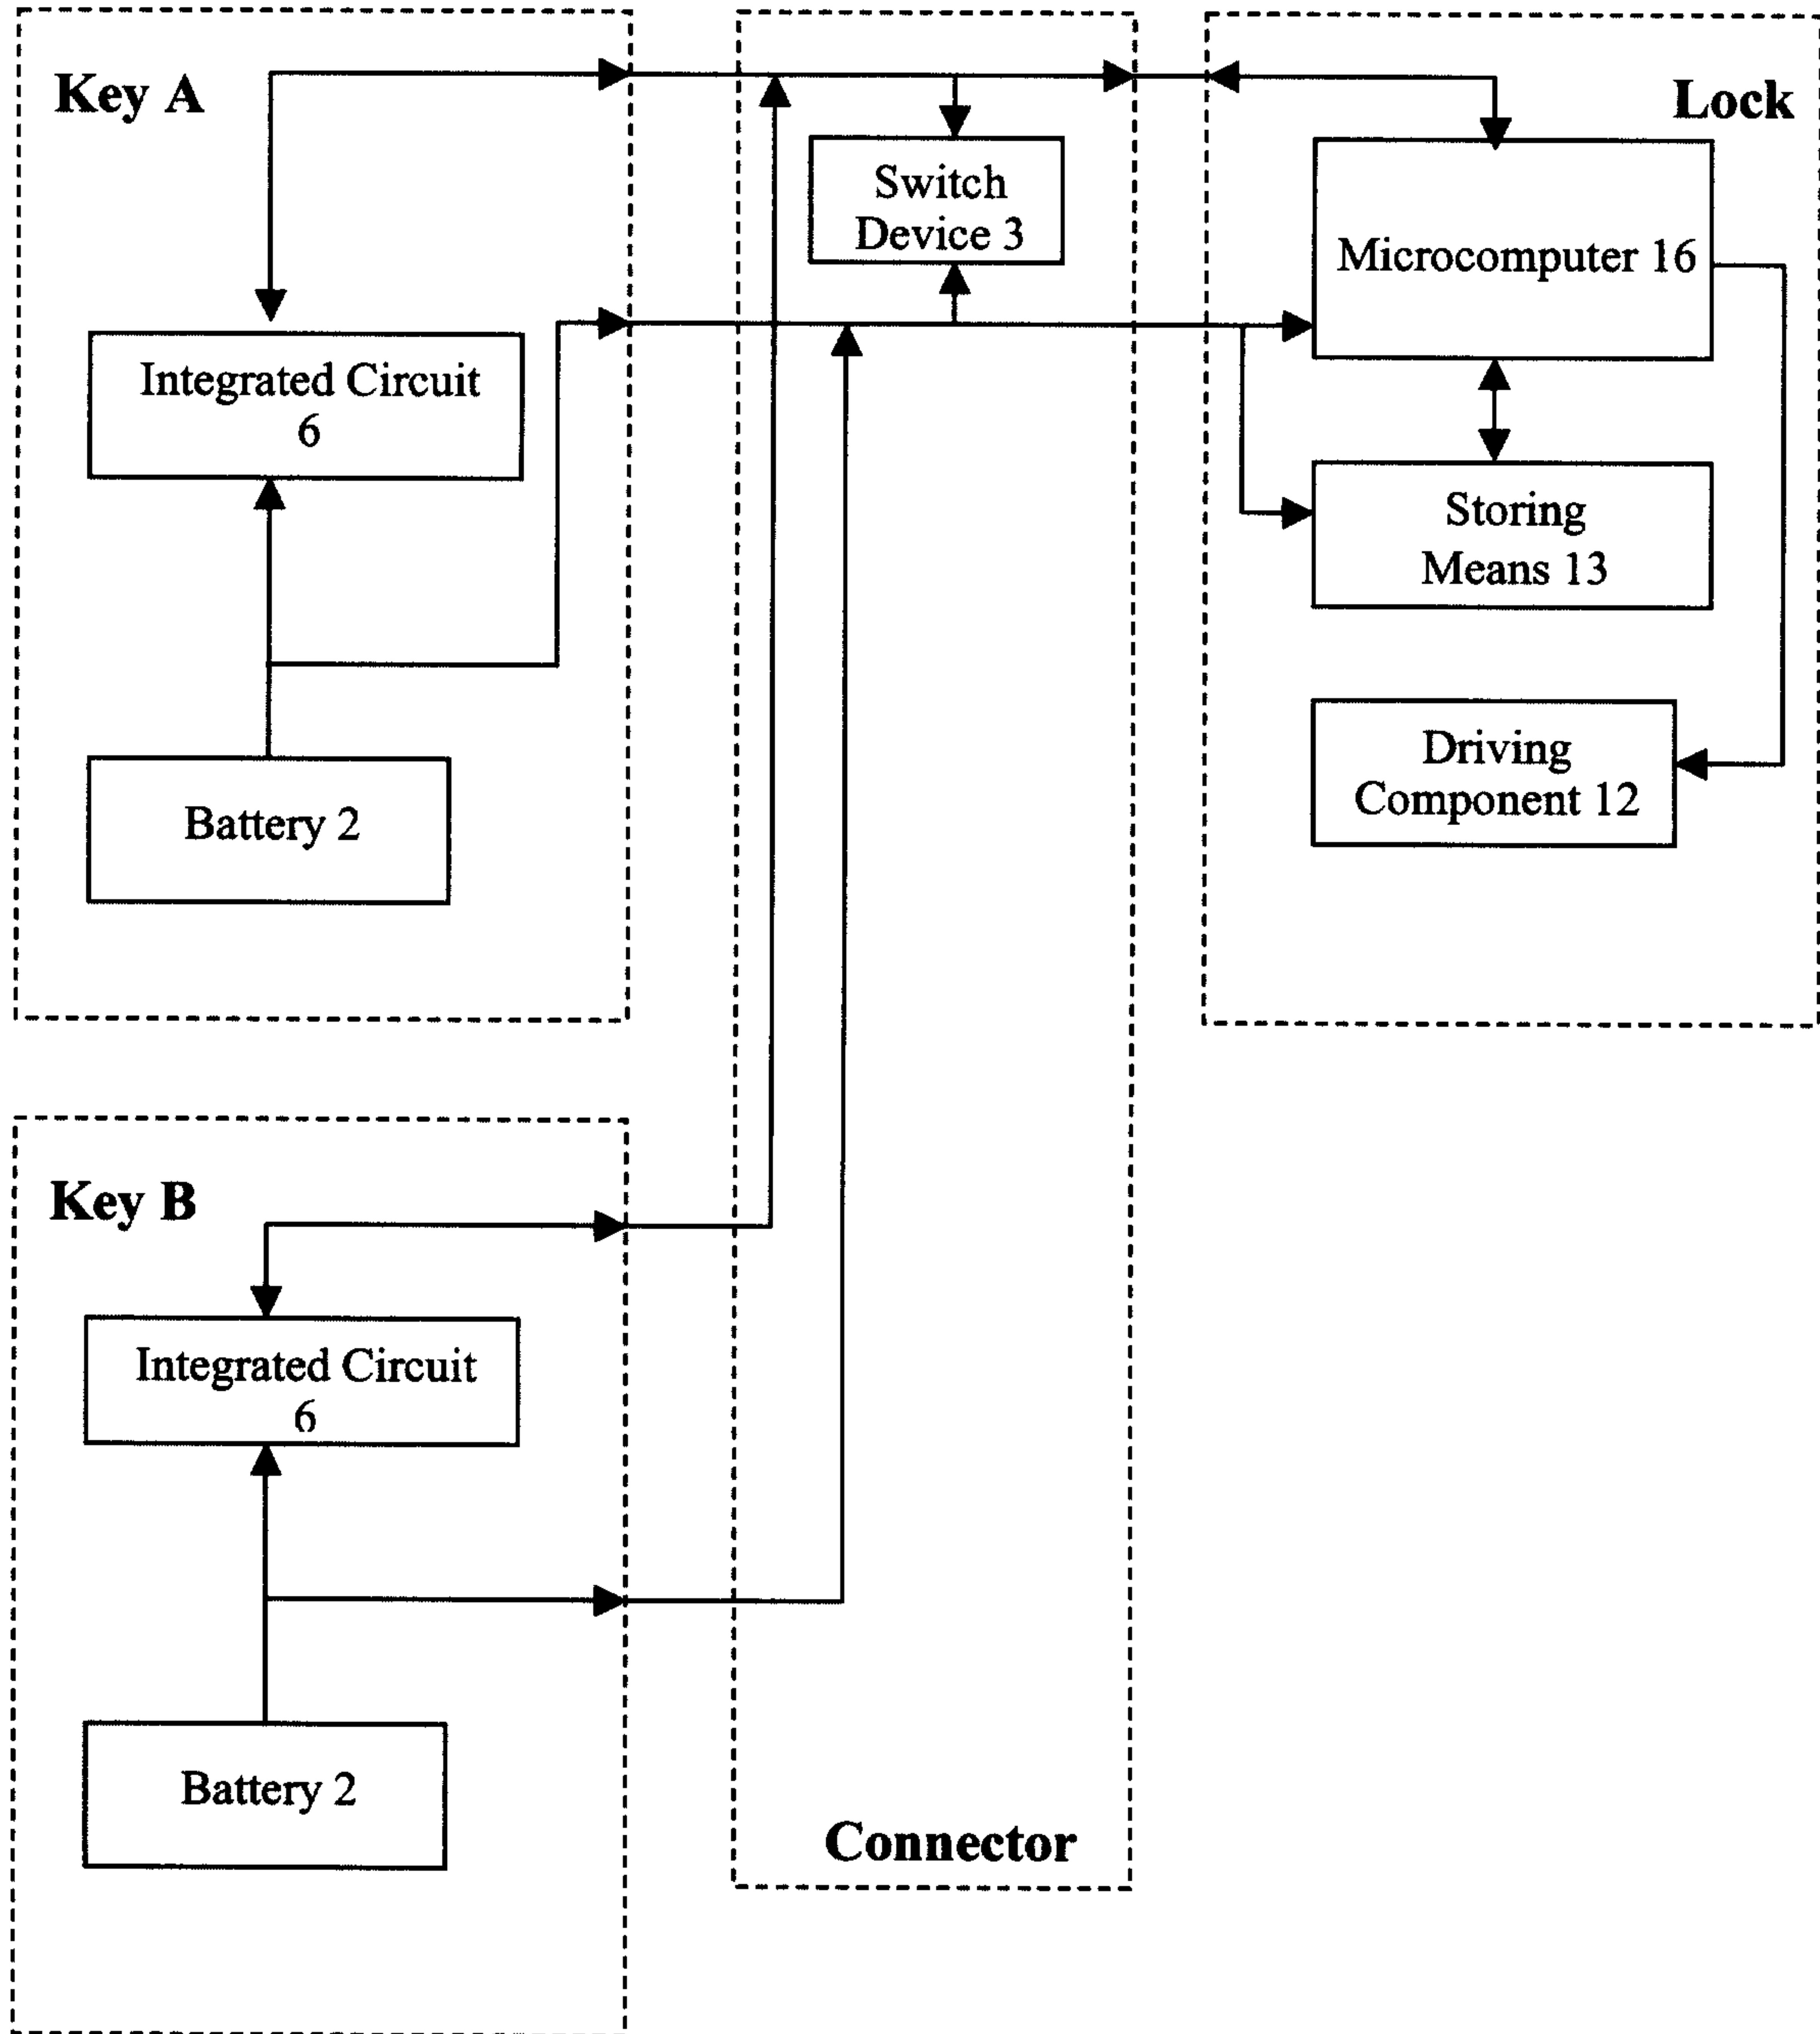 Key A
Integrated Circuit
6
Battery 2
Switch
Device 3
Lock
Microcomputer 16
Storing
Means 13
Driving
Component 12
Key B
Integrated Circuit
6
Battery 2
Connector